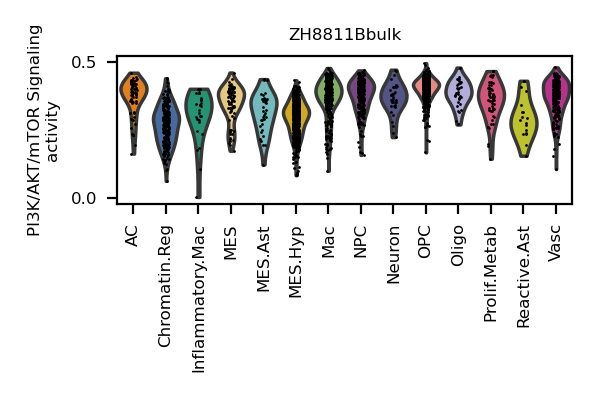 ZH8811Bbulk
PI3K/AKT/mTOR Signaling
activity
0.5
0.0
AC
Chromatin.Reg
Inflammatory.Mac
MES
MES.Ast
MES.Hyp
Mac
NPC
Neuron
OPC
Oligo
Prolif.Metab
Reactive.Ast
Vasc